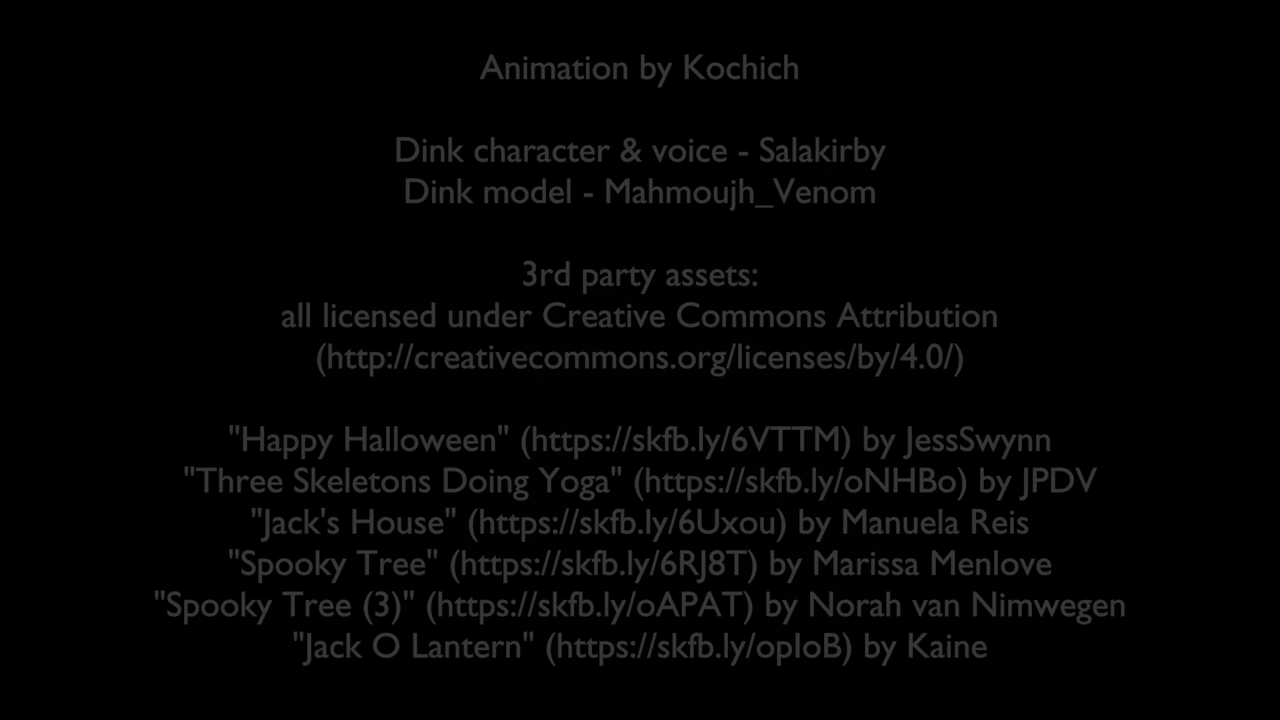 Animation by Kochich
Dink character & voice - Salakirby
Dink model - Mahmoujh_Venom
3rd party assets:
all licensed under Creative Commons Attribution
(http://creativecommons.org/licenses/by/4.0/)
"Happy Halloween" (https://skfb.ly/6VTTM) by JessSwynn
"Three Skeletons Doing Yoga" (https://skfb.ly/oNHBo) by JPDV
"Jack's House" (https://skfb.ly/6Uxou) by Manuela Reis
"Spooky Tree" (https://skfb.ly/6RJ8T) by Marissa Menlove
"Spooky Tree (3)" (https://skfb.ly/oAPAT) by Norah van Nimwegen
"Jack O Lantern" (https://skfb.ly/opIoB) by Kaine